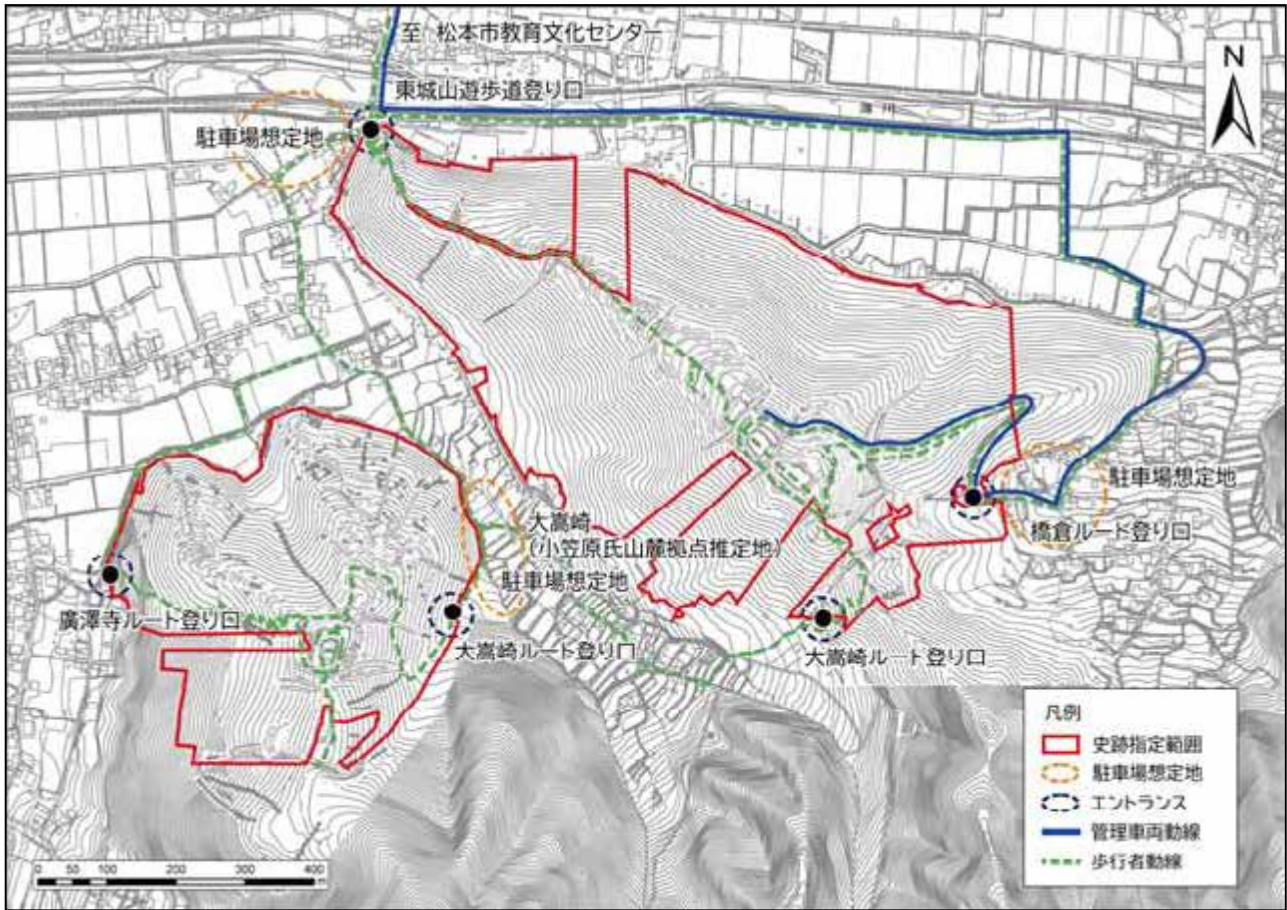 至 松本市教育文化センター
東城山遊歩道登り口
薄川
駐車場想定地
N
駐車場想定地
橋倉ルート登り口
大嵩崎
(小笠原氏山麓拠点推定地)
駐車場想定地
廣澤寺ルート登り口
大嵩崎ルート登り口
大嵩崎ルート登り口
凡例
史跡指定範囲
駐車場想定地
エントランス
管理車両動線
歩行者動線
0 50 100 200 300 400